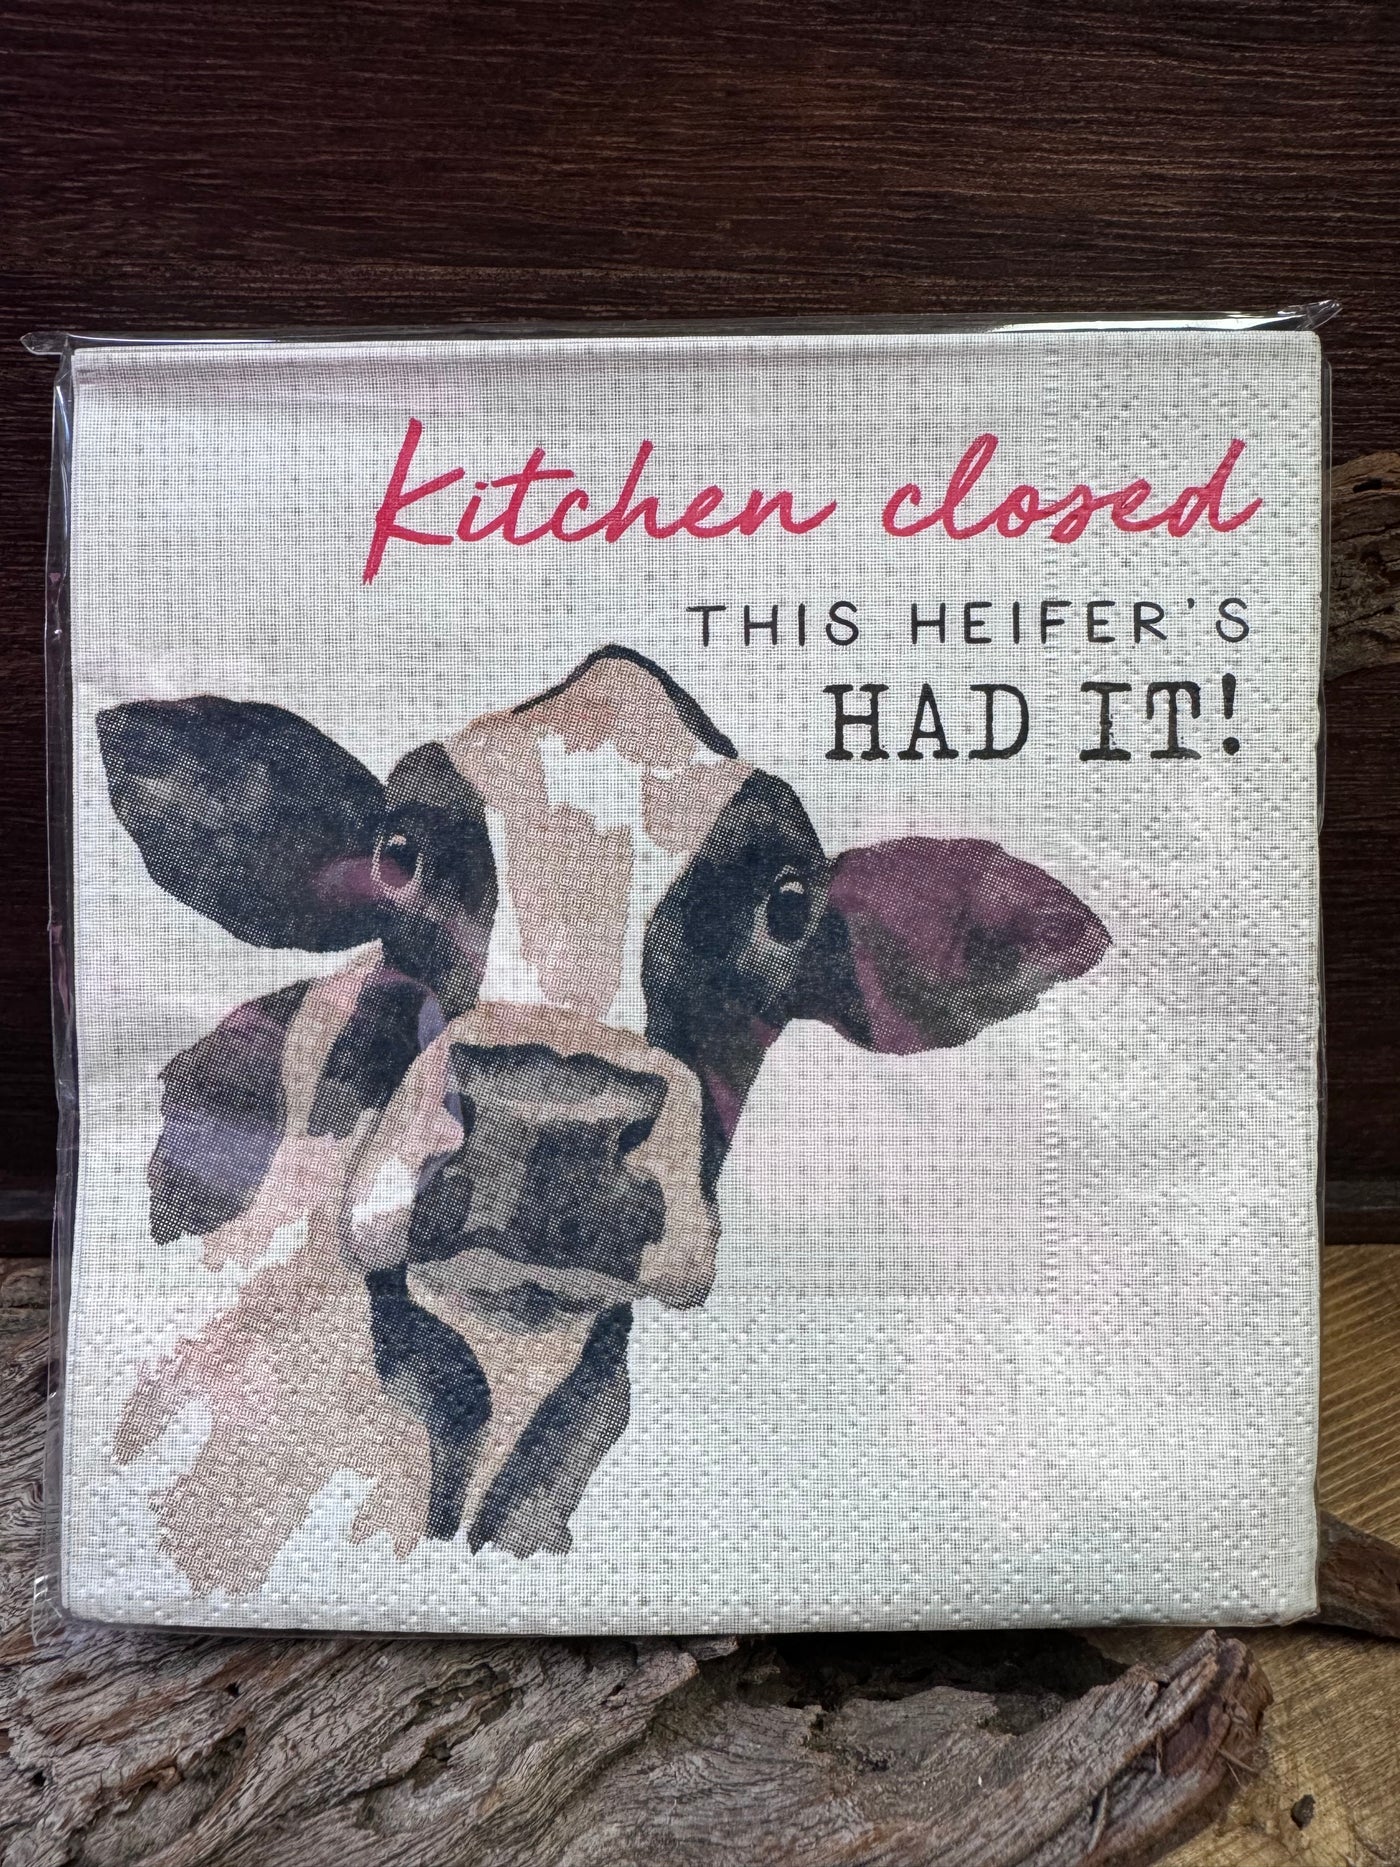 Kitchen closed
THIS HEIFER'S
HAD IT!